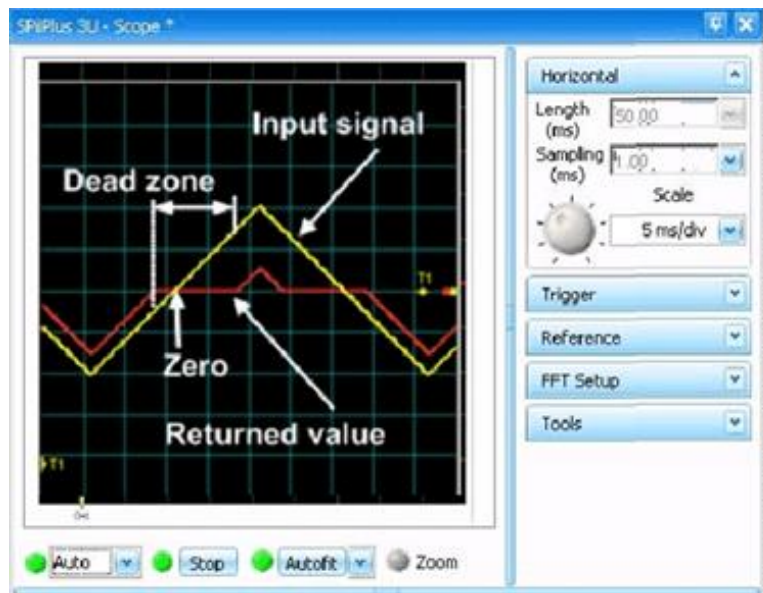 SPiiPlus 3U - Scope *
Input signal
Dead zone
T1
Zero
Returned value
T1
Horizontal
Length (ms)
50.00
Sampling (ms)
1.00
Scale
5 ms/div
Trigger
Reference
FFT Setup
Tools
Auto
Stop
Autofit
Zoom